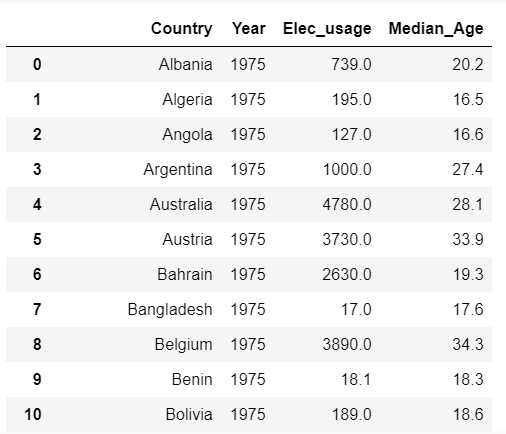 Country Year Elec_usage Median_Age
0 Albania 1975 739.0 20.2
1 Algeria 1975 195.0 16.5
2 Angola 1975 127.0 16.6
3 Argentina 1975 1000.0 27.4
4 Australia 1975 4780.0 28.1
5 Austria 1975 3730.0 33.9
6 Bahrain 1975 2630.0 19.3
7 Bangladesh 1975 17.0 17.6
8 Belgium 1975 3890.0 34.3
9 Benin 1975 18.1 18.3
10 Bolivia 1975 189.0 18.6